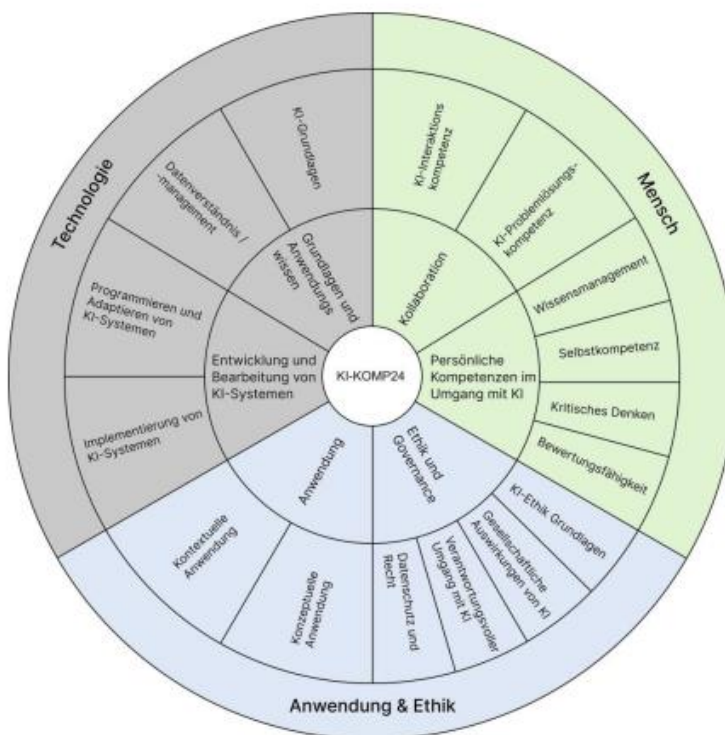 Technologie
KI-Grundlagen
Datenverständnis /
-management
Programmieren und
Adaptieren von
KI-Systemen
Implementierung von
KI-Systemen
Grundlagen und
Anwendungs
wissen
Entwicklung und
Bearbeitung von
KI-Systemen
KI-KOMP24
Mensch
KI-Interaktions
kompetenz
KI-Problemlösungs-
kompetenz
Wissensmanagement
Selbstkompetenz
Kritisches Denken
Bewertungsfähigkeit
Kollaboration
Persönliche
Kompetenzen im
Umgang mit KI
Anwendung
Ethik und
Governance
Kontextuelle
Anwendung
Konzeptuelle
Anwendung
Datenschutz und
Recht
Verantwortungsvoller
Umgang mit KI
Gesellschaftliche
Auswirkungen von KI
KI-Ethik Grundlagen
Anwendung & Ethik